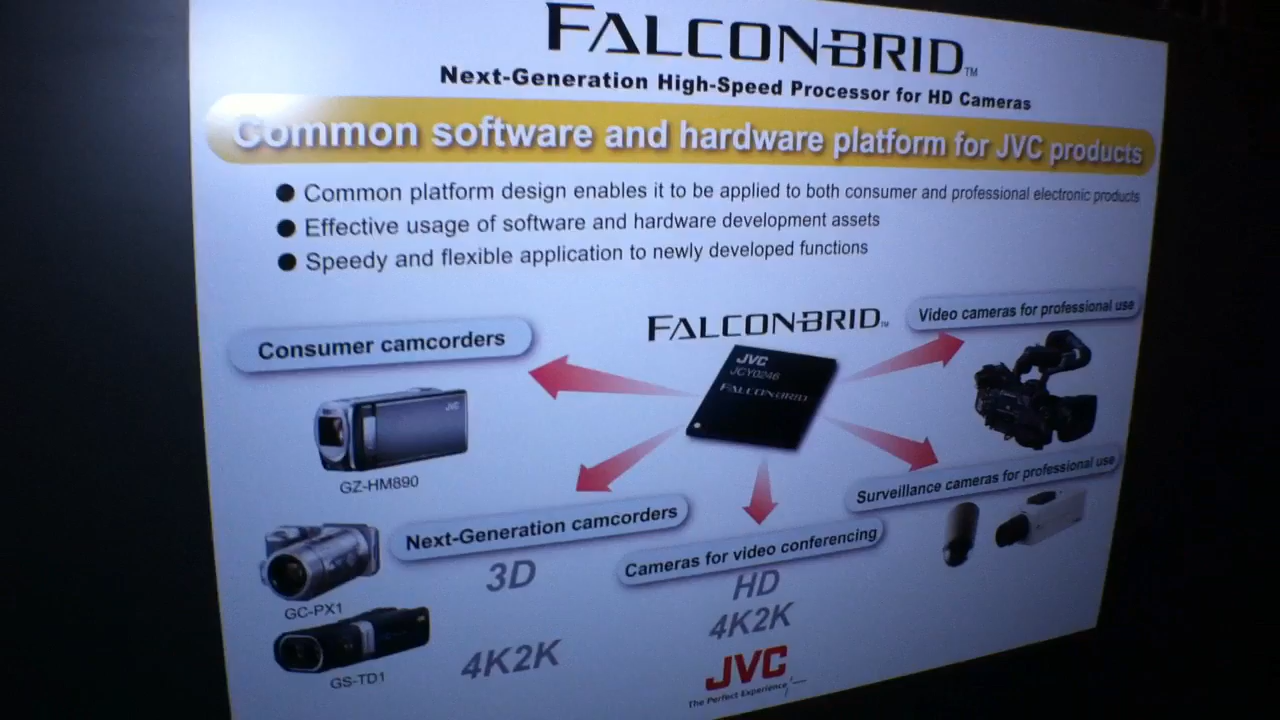 FALCONBRID™
Next-Generation High-Speed Processor for HD Cameras
Common software and hardware platform for JVC products
● Common platform design enables it to be applied to both consumer and professional electronic products
● Effective usage of software and hardware development assets
● Speedy and flexible application to newly developed functions
FALCONBRID™
Video cameras for professional use
Consumer camcorders
JVC
JCY0246
FALCONBRID
JVC
GZ-HM890
Surveillance cameras for professional use
Next-Generation camcorders
3D
4K2K
Cameras for video conferencing
HD
4K2K
GC-PX1
GS-TD1
JVC
The Perfect Experience